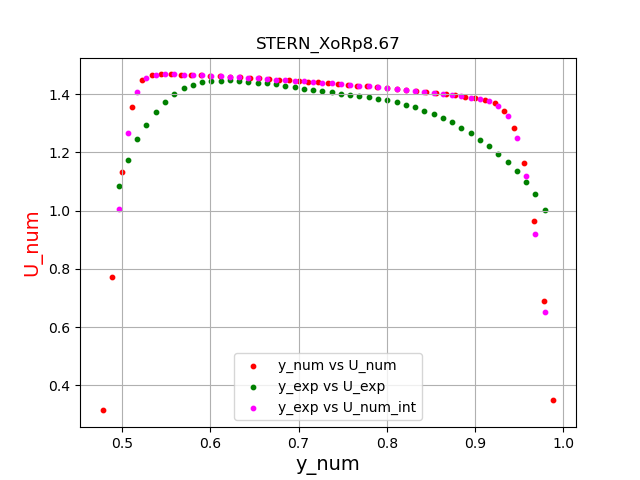 STERN_XoRp8.67
U_num
1.4
1.2
1.0
0.8
0.6
0.4
y_num vs U_num
y_exp vs U_exp
y_exp vs U_num_int
0.5 0.6 0.7 0.8 0.9 1.0
y_num